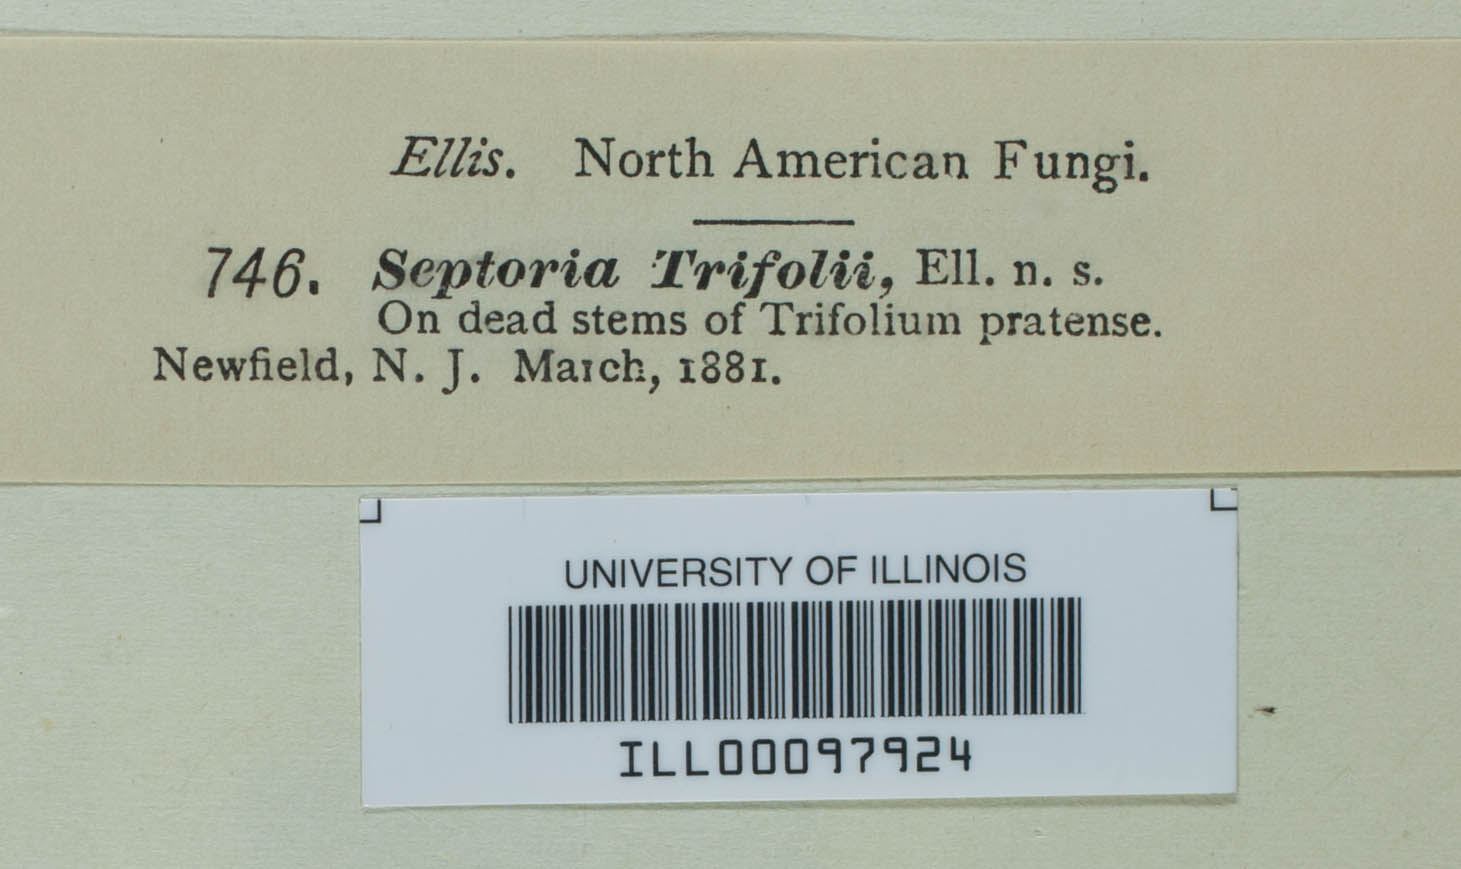 Ellis. North American Fungi.
746. Septoria Trifolii, Ell. n. s.
On dead stems of Trifolium pratense.
Newfield, N. J. March, 1881.
UNIVERSITY OF ILLINOIS
ILL00097924